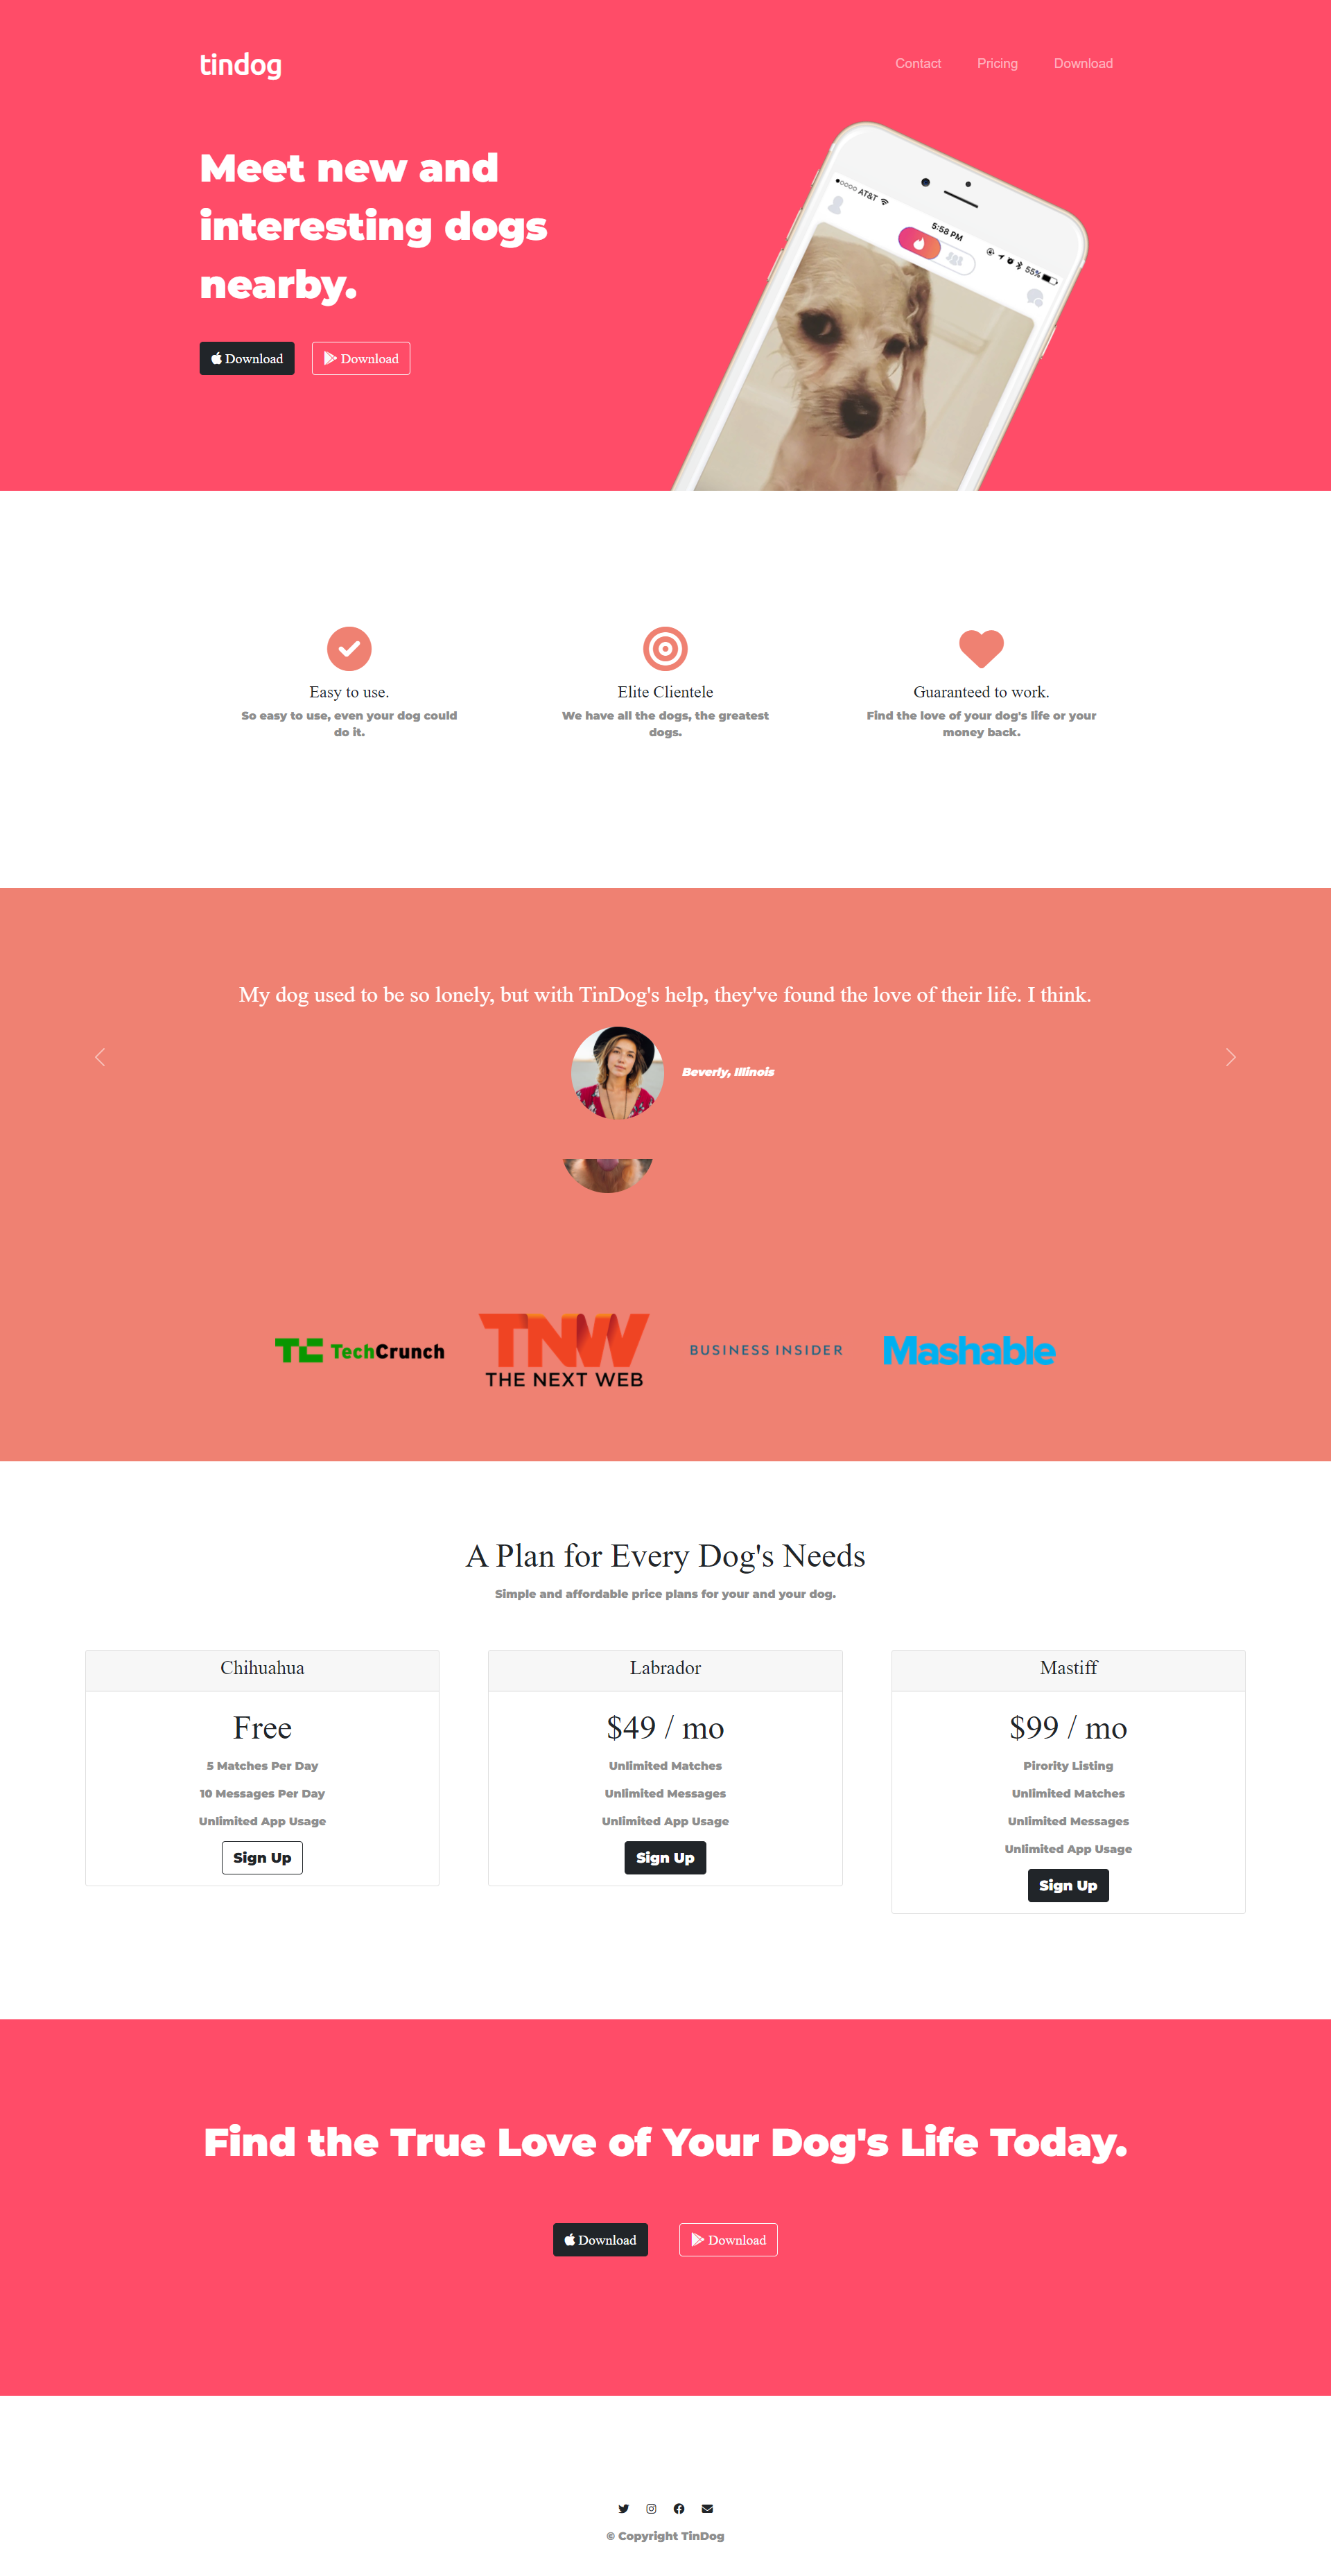 tindog
Contact Pricing Download
Meet new and
interesting dogs
nearby.
Download Download
AT&T 5:58 PM 55%
Easy to use. Elite Clientele Guaranteed to work.
So easy to use, even your dog could
do it.
We have all the dogs, the greatest
dogs.
Find the love of your dog's life or your
money back.
My dog used to be so lonely, but with TinDog's help, they've found the love of their life. I think.
Beverly, Illinois
TC TechCrunch
TNW
THE NEXT WEB
BUSINESS INSIDER
Mashable
A Plan for Every Dog's Needs
Simple and affordable price plans for your and your dog.
Chihuahua
Free
5 Matches Per Day
10 Messages Per Day
Unlimited App Usage
Sign Up
Labrador
$49 / mo
Unlimited Matches
Unlimited Messages
Unlimited App Usage
Sign Up
Mastiff
$99 / mo
Pirority Listing
Unlimited Matches
Unlimited Messages
Unlimited App Usage
Sign Up
Find the True Love of Your Dog's Life Today.
Download Download
© Copyright TinDog